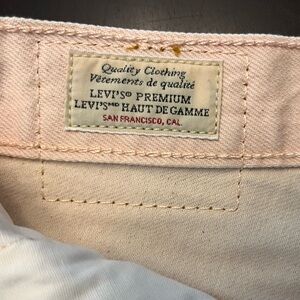 Quality Clothing
Vêtements de qualité
LEVI'S® PREMIUM
LEVI'S MD HAUT DE GAMME
SAN FRANCISCO, CAL